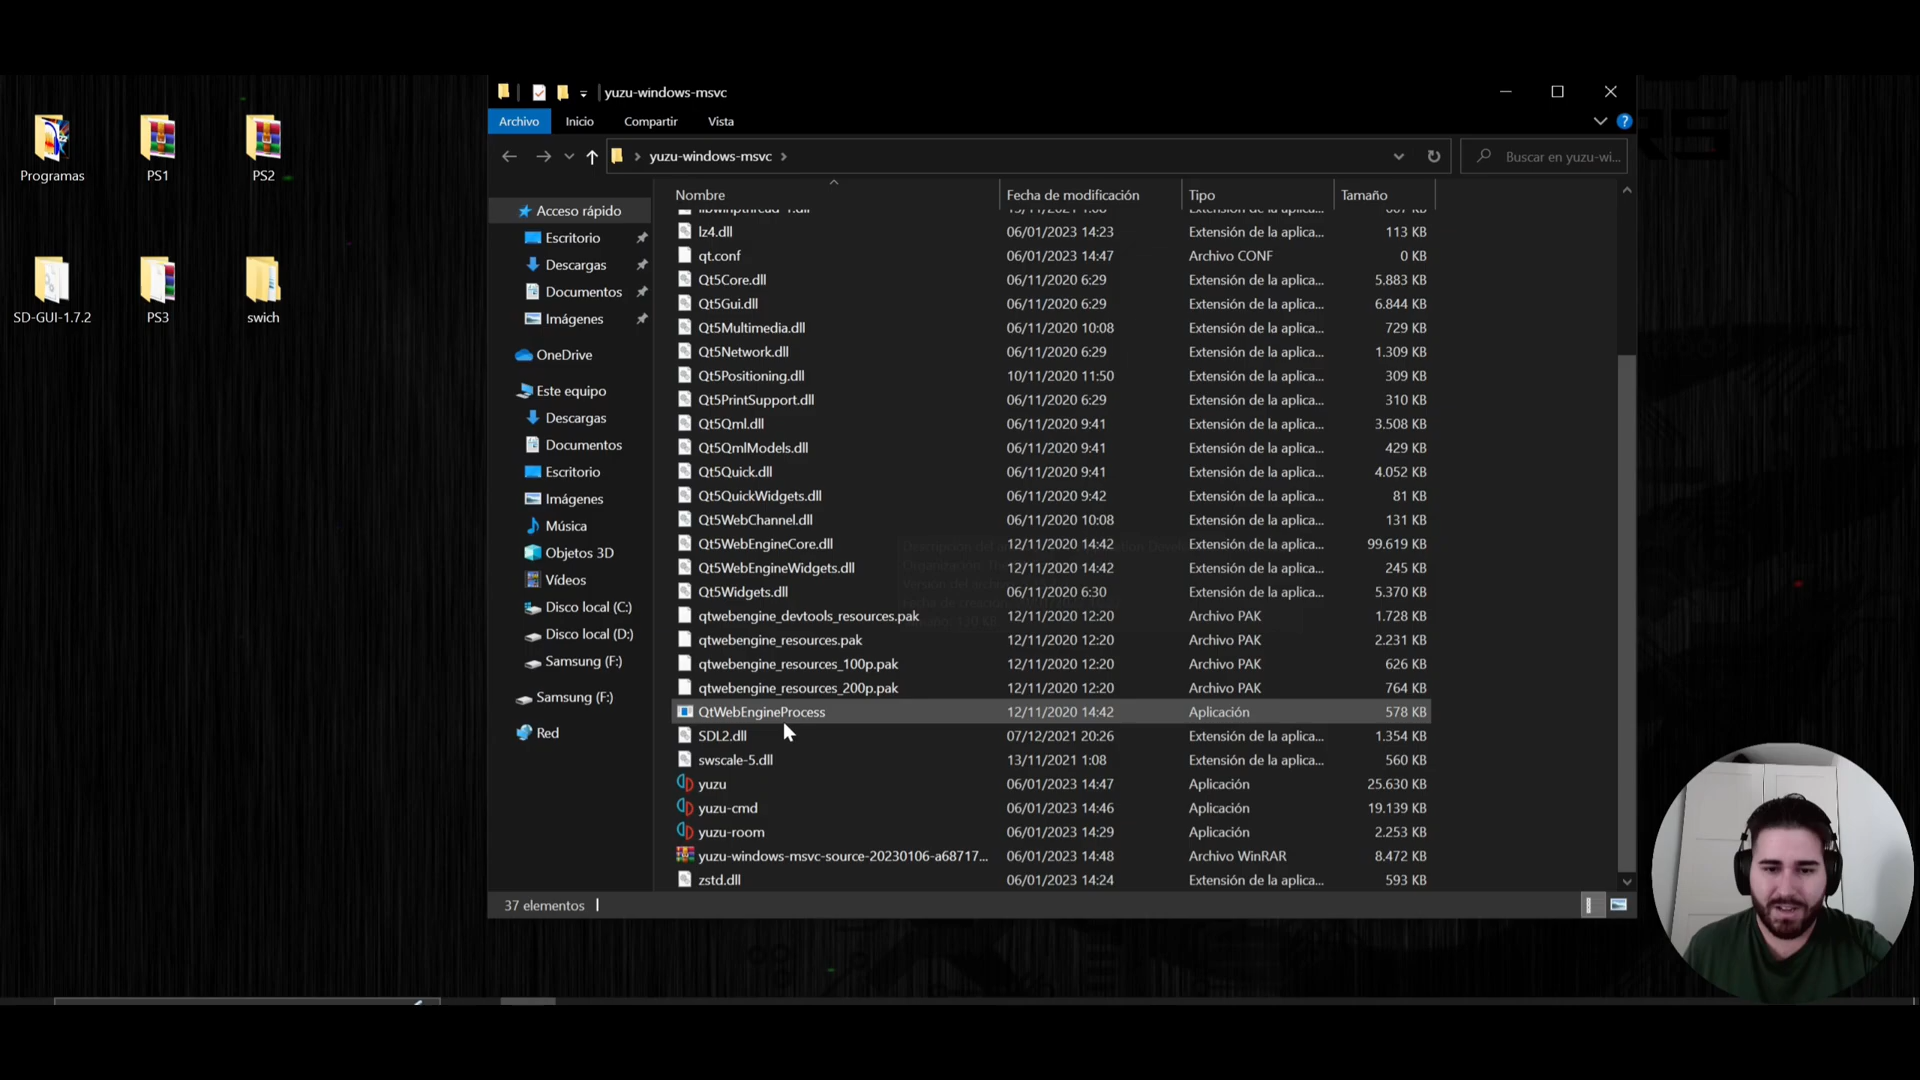 yuzu-windows-msvc
Archivo Inicio Compartir Vista
yuzu-windows-msvc
Buscar en yuzu-wi...
Programas PS1 PS2
SD-GUI-1.7.2 PS3 swich
Acceso rápido
Escritorio
Descargas
Documentos
Imágenes
OneDrive
Este equipo
Descargas
Documentos
Escritorio
Imágenes
Música
Objetos 3D
Vídeos
Disco local (C:)
Disco local (D:)
Samsung (F:)
Samsung (F:)
Red
Nombre Fecha de modificación Tipo Tamaño
lz4.dll 06/01/2023 14:23 Extensión de la aplica... 113 KB
qt.conf 06/01/2023 14:47 Archivo CONF 0 KB
Qt5Core.dll 06/11/2020 6:29 Extensión de la aplica... 5.883 KB
Qt5Gui.dll 06/11/2020 6:29 Extensión de la aplica... 6.844 KB
Qt5Multimedia.dll 06/11/2020 10:08 Extensión de la aplica... 729 KB
Qt5Network.dll 06/11/2020 6:29 Extensión de la aplica... 1.309 KB
Qt5Positioning.dll 10/11/2020 11:50 Extensión de la aplica... 309 KB
Qt5PrintSupport.dll 06/11/2020 6:29 Extensión de la aplica... 310 KB
Qt5Qml.dll 06/11/2020 9:41 Extensión de la aplica... 3.508 KB
Qt5QmlModels.dll 06/11/2020 9:41 Extensión de la aplica... 429 KB
Qt5Quick.dll 06/11/2020 9:41 Extensión de la aplica... 4.052 KB
Qt5QuickWidgets.dll 06/11/2020 9:42 Extensión de la aplica... 81 KB
Qt5WebChannel.dll 06/11/2020 10:08 Extensión de la aplica... 131 KB
Qt5WebEngineCore.dll 12/11/2020 14:42 Extensión de la aplica... 99.619 KB
Qt5WebEngineWidgets.dll 12/11/2020 14:42 Extensión de la aplica... 245 KB
Qt5Widgets.dll 06/11/2020 6:30 Extensión de la aplica... 5.370 KB
qtwebengine_devtools_resources.pak 12/11/2020 12:20 Archivo PAK 1.728 KB
qtwebengine_resources.pak 12/11/2020 12:20 Archivo PAK 2.231 KB
qtwebengine_resources_100p.pak 12/11/2020 12:20 Archivo PAK 626 KB
qtwebengine_resources_200p.pak 12/11/2020 12:20 Archivo PAK 764 KB
QtWebEngineProcess 12/11/2020 14:42 Aplicación 578 KB
SDL2.dll 07/12/2021 20:26 Extensión de la aplica... 1.354 KB
swscale-5.dll 13/11/2021 1:08 Extensión de la aplica... 560 KB
yuzu 06/01/2023 14:47 Aplicación 25.630 KB
yuzu-cmd 06/01/2023 14:46 Aplicación 19.139 KB
yuzu-room 06/01/2023 14:29 Aplicación 2.253 KB
yuzu-windows-msvc-source-20230106-a68717... 06/01/2023 14:48 Archivo WinRAR 8.472 KB
zstd.dll 06/01/2023 14:24 Extensión de la aplica... 593 KB
37 elementos